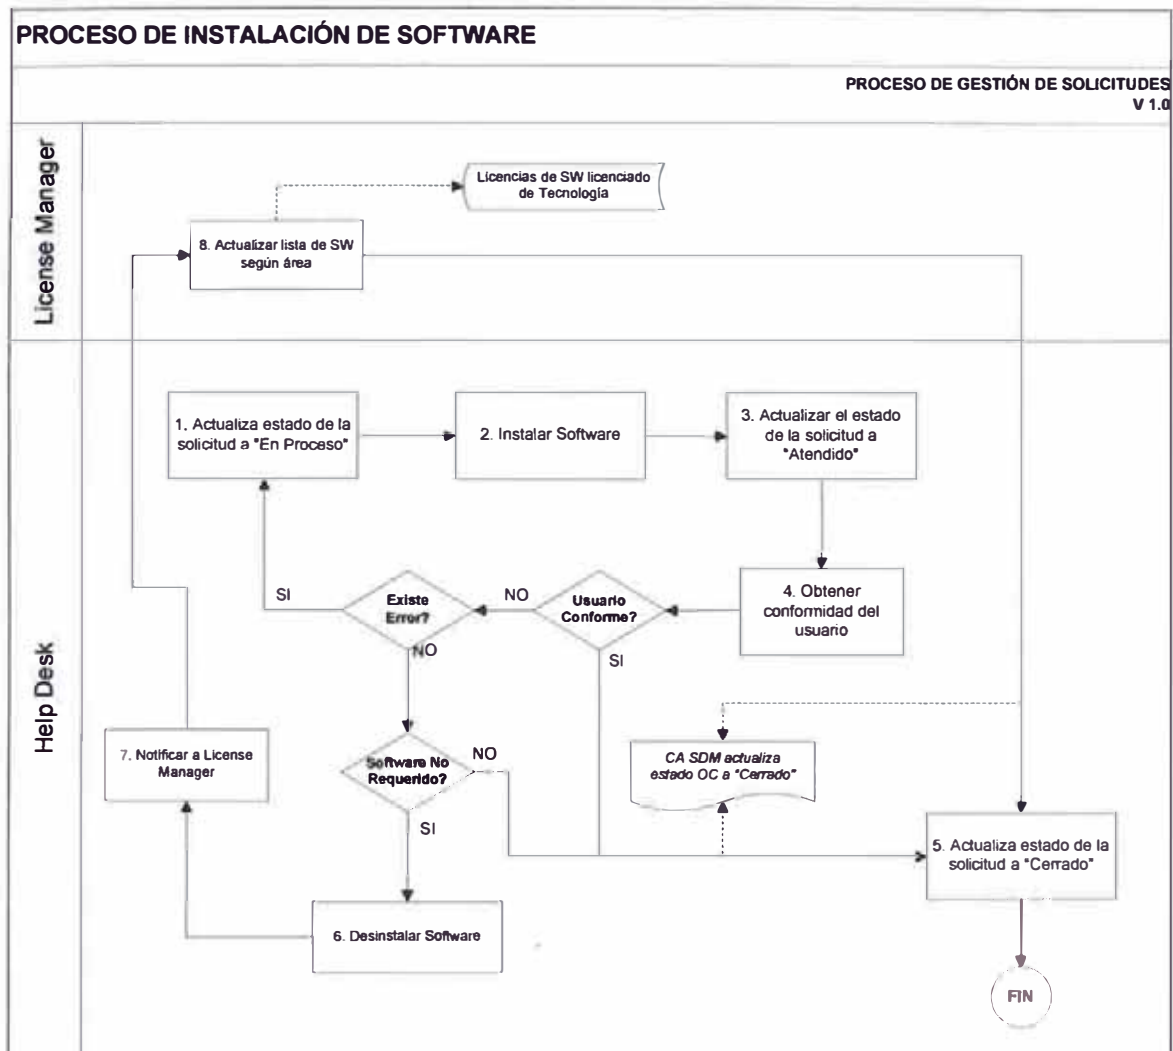 PROCESO DE INSTALACIÓN DE SOFTWARE
PROCESO DE GESTIÓN DE SOLICITUDES
V 1.0
License Manager
Licencias de SW licenciado
de Tecnología
8. Actualizar lista de SW
según área
Help Desk
1. Actualiza estado de la
solicitud a "En Proceso"
2. Instalar Software
3. Actualizar el estado
de la solicitud a
"Atendido"
4. Obtener
conformidad del
usuario
Usuario
Conforme?
NO
SI
Existe
Error?
SI
NO
Software No
Requerido?
NO
SI
7. Notificar a License
Manager
CA SDM actualiza
estado OC a "Cerrado"
5. Actualiza estado de la
solicitud a "Cerrado"
6. Desinstalar Software
FIN